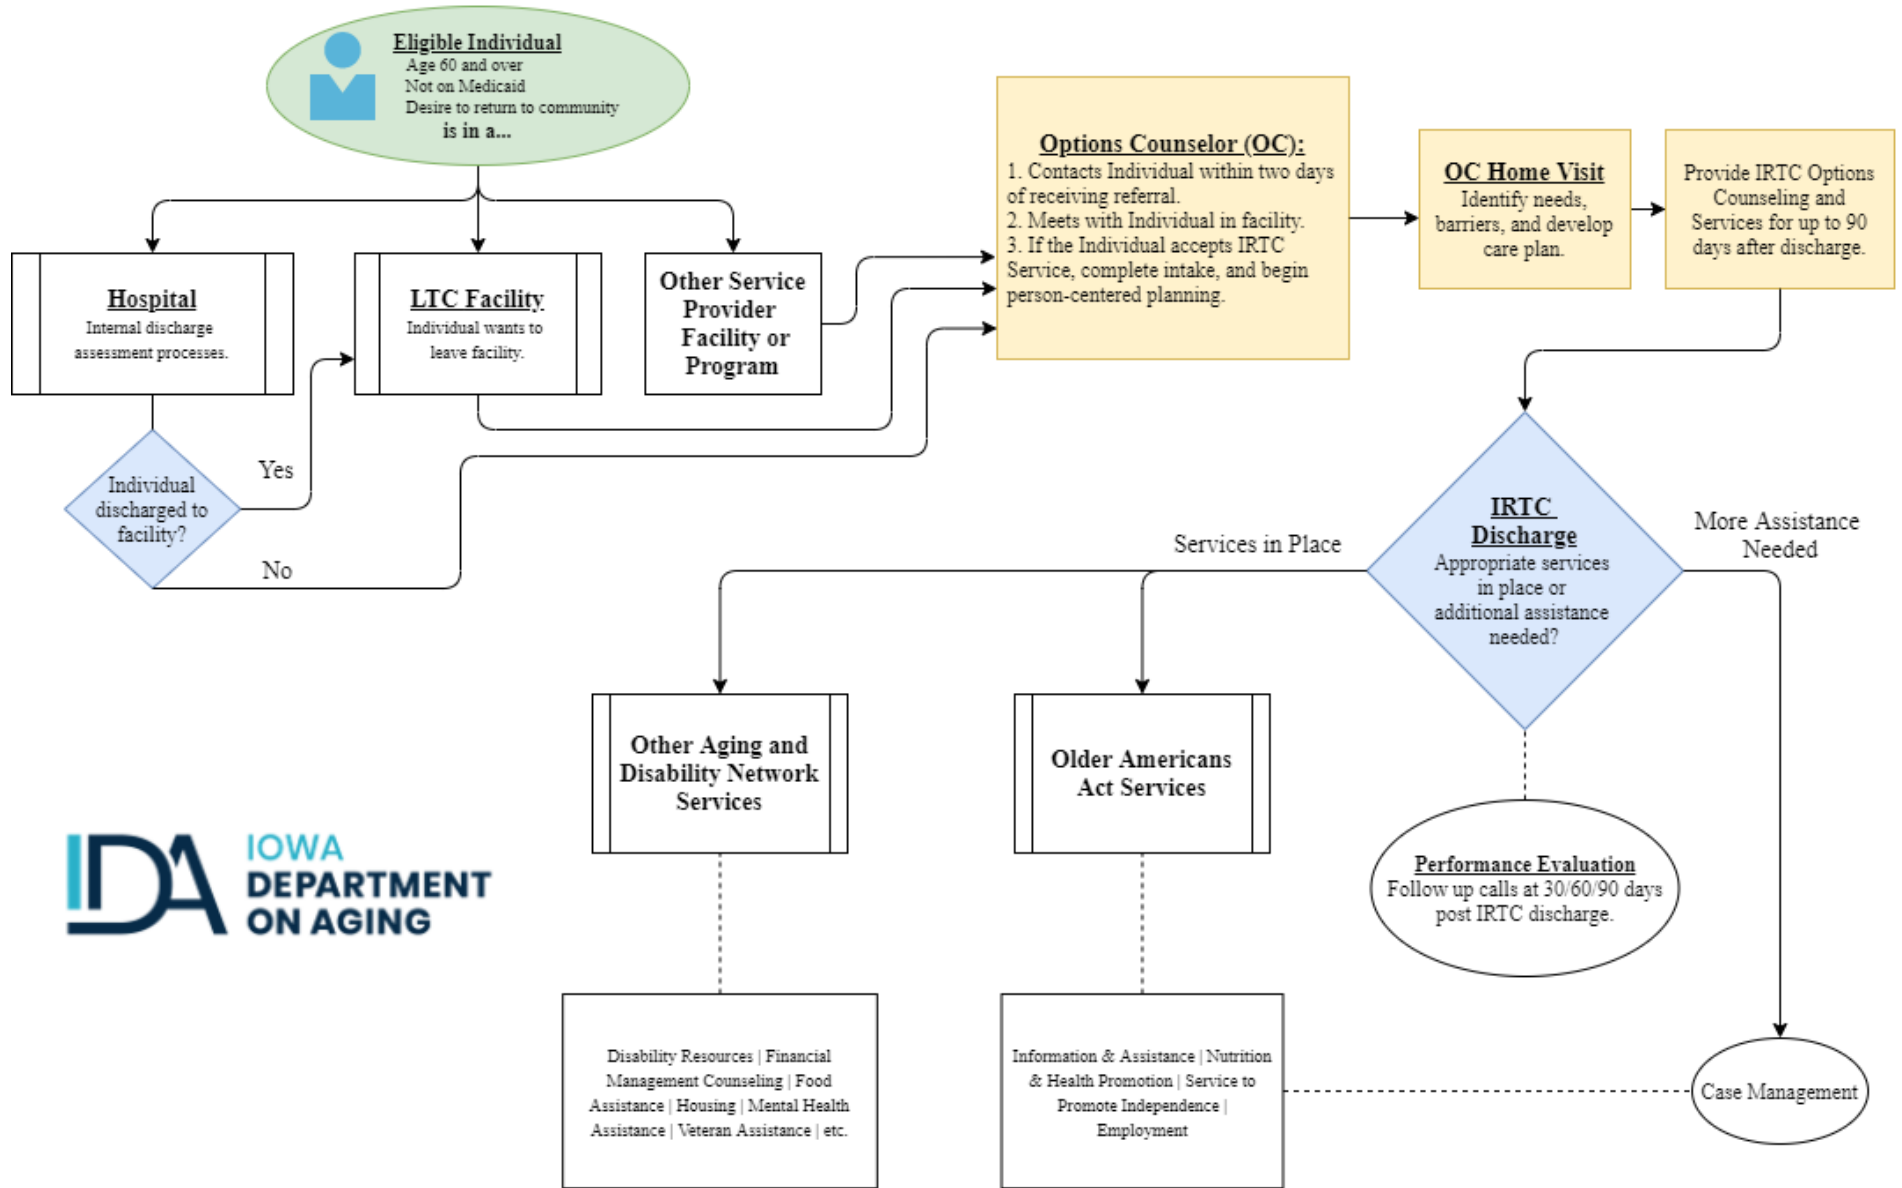 Eligible Individual
Age 60 and over
Not on Medicaid
Desire to return to community
is in a...
Hospital
Internal discharge
assessment processes.
LTC Facility
Individual wants to
leave facility.
Other Service
Provider
Facility or
Program
Options Counselor (OC):
1. Contacts Individual within two days
of receiving referral.
2. Meets with Individual in facility.
3. If the Individual accepts IRTC
Service, complete intake, and begin
person-centered planning.
OC Home Visit
Identify needs,
barriers, and develop
care plan.
Provide IRTC Options
Counseling and
Services for up to 90
days after discharge.
Individual
discharged to
facility?
Yes
No
IRTC
Discharge
Appropriate services
in place or
additional assistance
needed?
Services in Place
More Assistance
Needed
Other Aging and
Disability Network
Services
Older Americans
Act Services
Performance Evaluation
Follow up calls at 30/60/90 days
post IRTC discharge.
IDA
IOWA
DEPARTMENT
ON AGING
Disability Resources | Financial
Management Counseling | Food
Assistance | Housing | Mental Health
Assistance | Veteran Assistance | etc.
Information & Assistance | Nutrition
& Health Promotion | Service to
Promote Independence |
Employment
Case Management